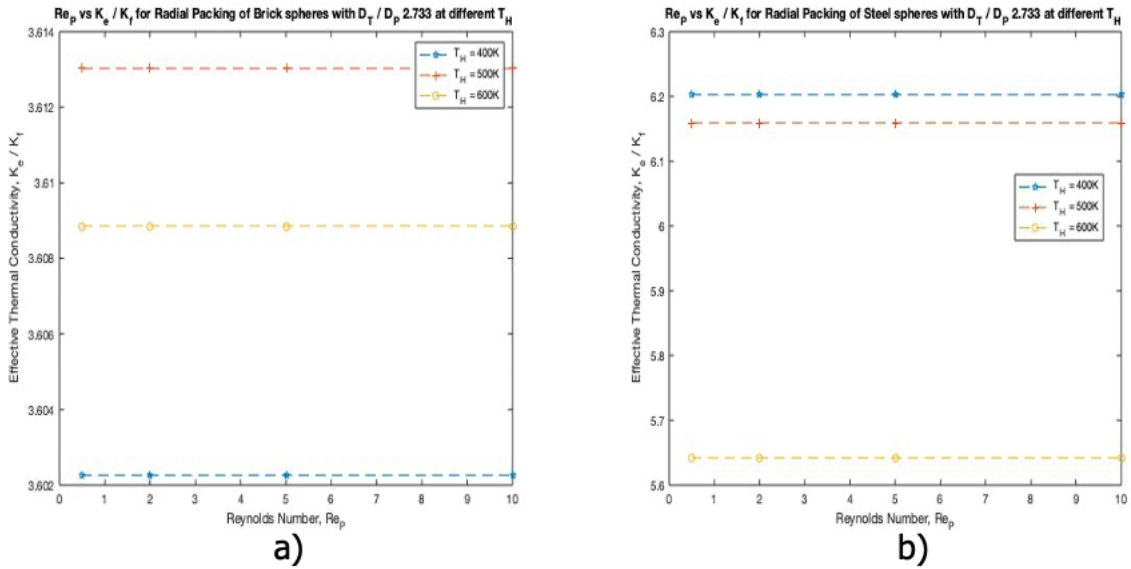 Re_P vs K_e / K_f for Radial Packing of Brick spheres with D_T / D_P 2.733 at different T_H
3.614
3.612
3.61
3.608
3.606
3.604
3.602
Effective Thermal Conductivity, K_e / K_f
T_H = 400K
T_H = 500K
T_H = 600K
0 1 2 3 4 5 6 7 8 9 10
Reynolds Number, Re_P
a)
Re_P vs K_e / K_f for Radial Packing of Steel spheres with D_T / D_P 2.733 at different T_H
6.3
6.2
6.1
6
5.9
5.8
5.7
5.6
Effective Thermal Conductivity, K_e / K_f
T_H = 400K
T_H = 500K
T_H = 600K
0 1 2 3 4 5 6 7 8 9 10
Reynolds Number, Re_P
b)